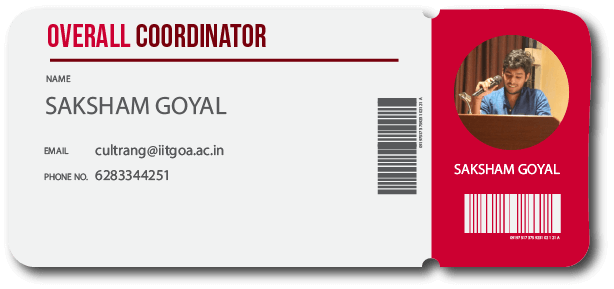 OVERALL COORDINATOR
NAME
SAKSHAM GOYAL
EMAIL cultrang@iitgoa.ac.in
PHONE NO. 6283344251
SAKSHAM GOYAL